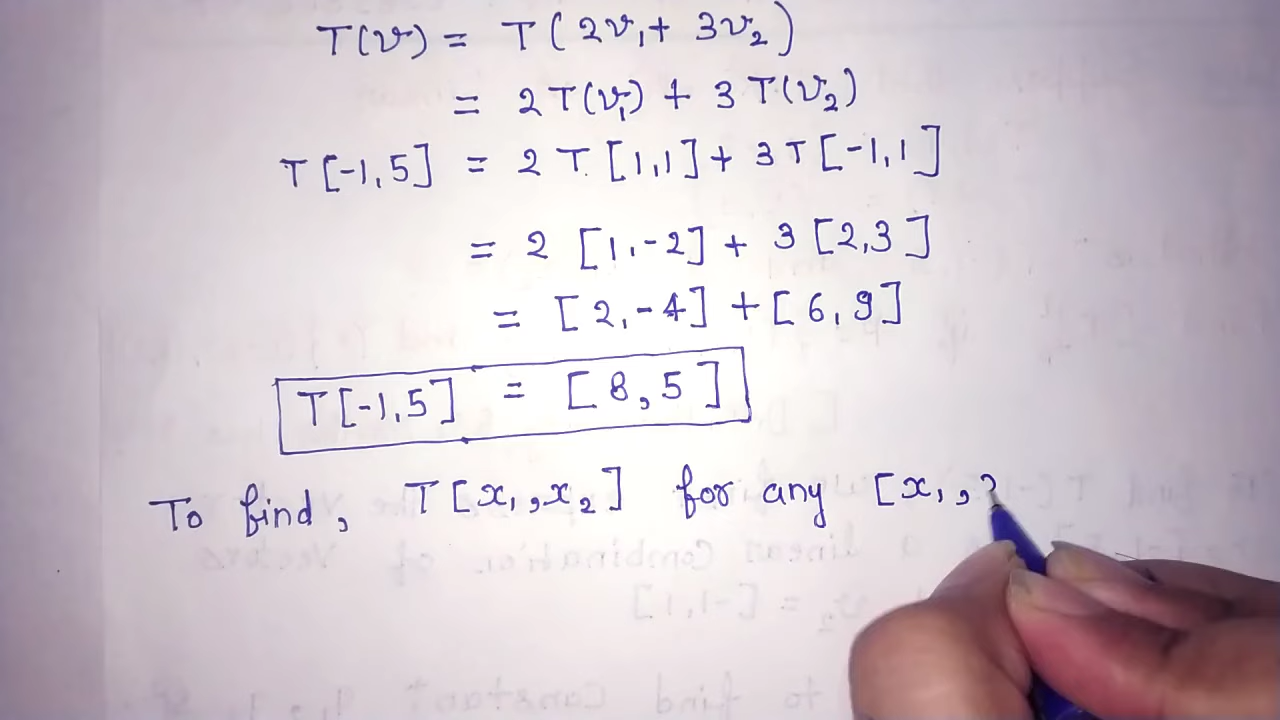 T(v) = T(2v₁ + 3v₂)
= 2T(v₁) + 3T(v₂)
T[-1,5] = 2T[1,1] + 3T[-1,1]
= 2[1,-2] + 3[2,3]
= [2,-4] + [6,9]
T[-1,5] = [8,5]
To find, T[x₁,x₂] for any [x₁,